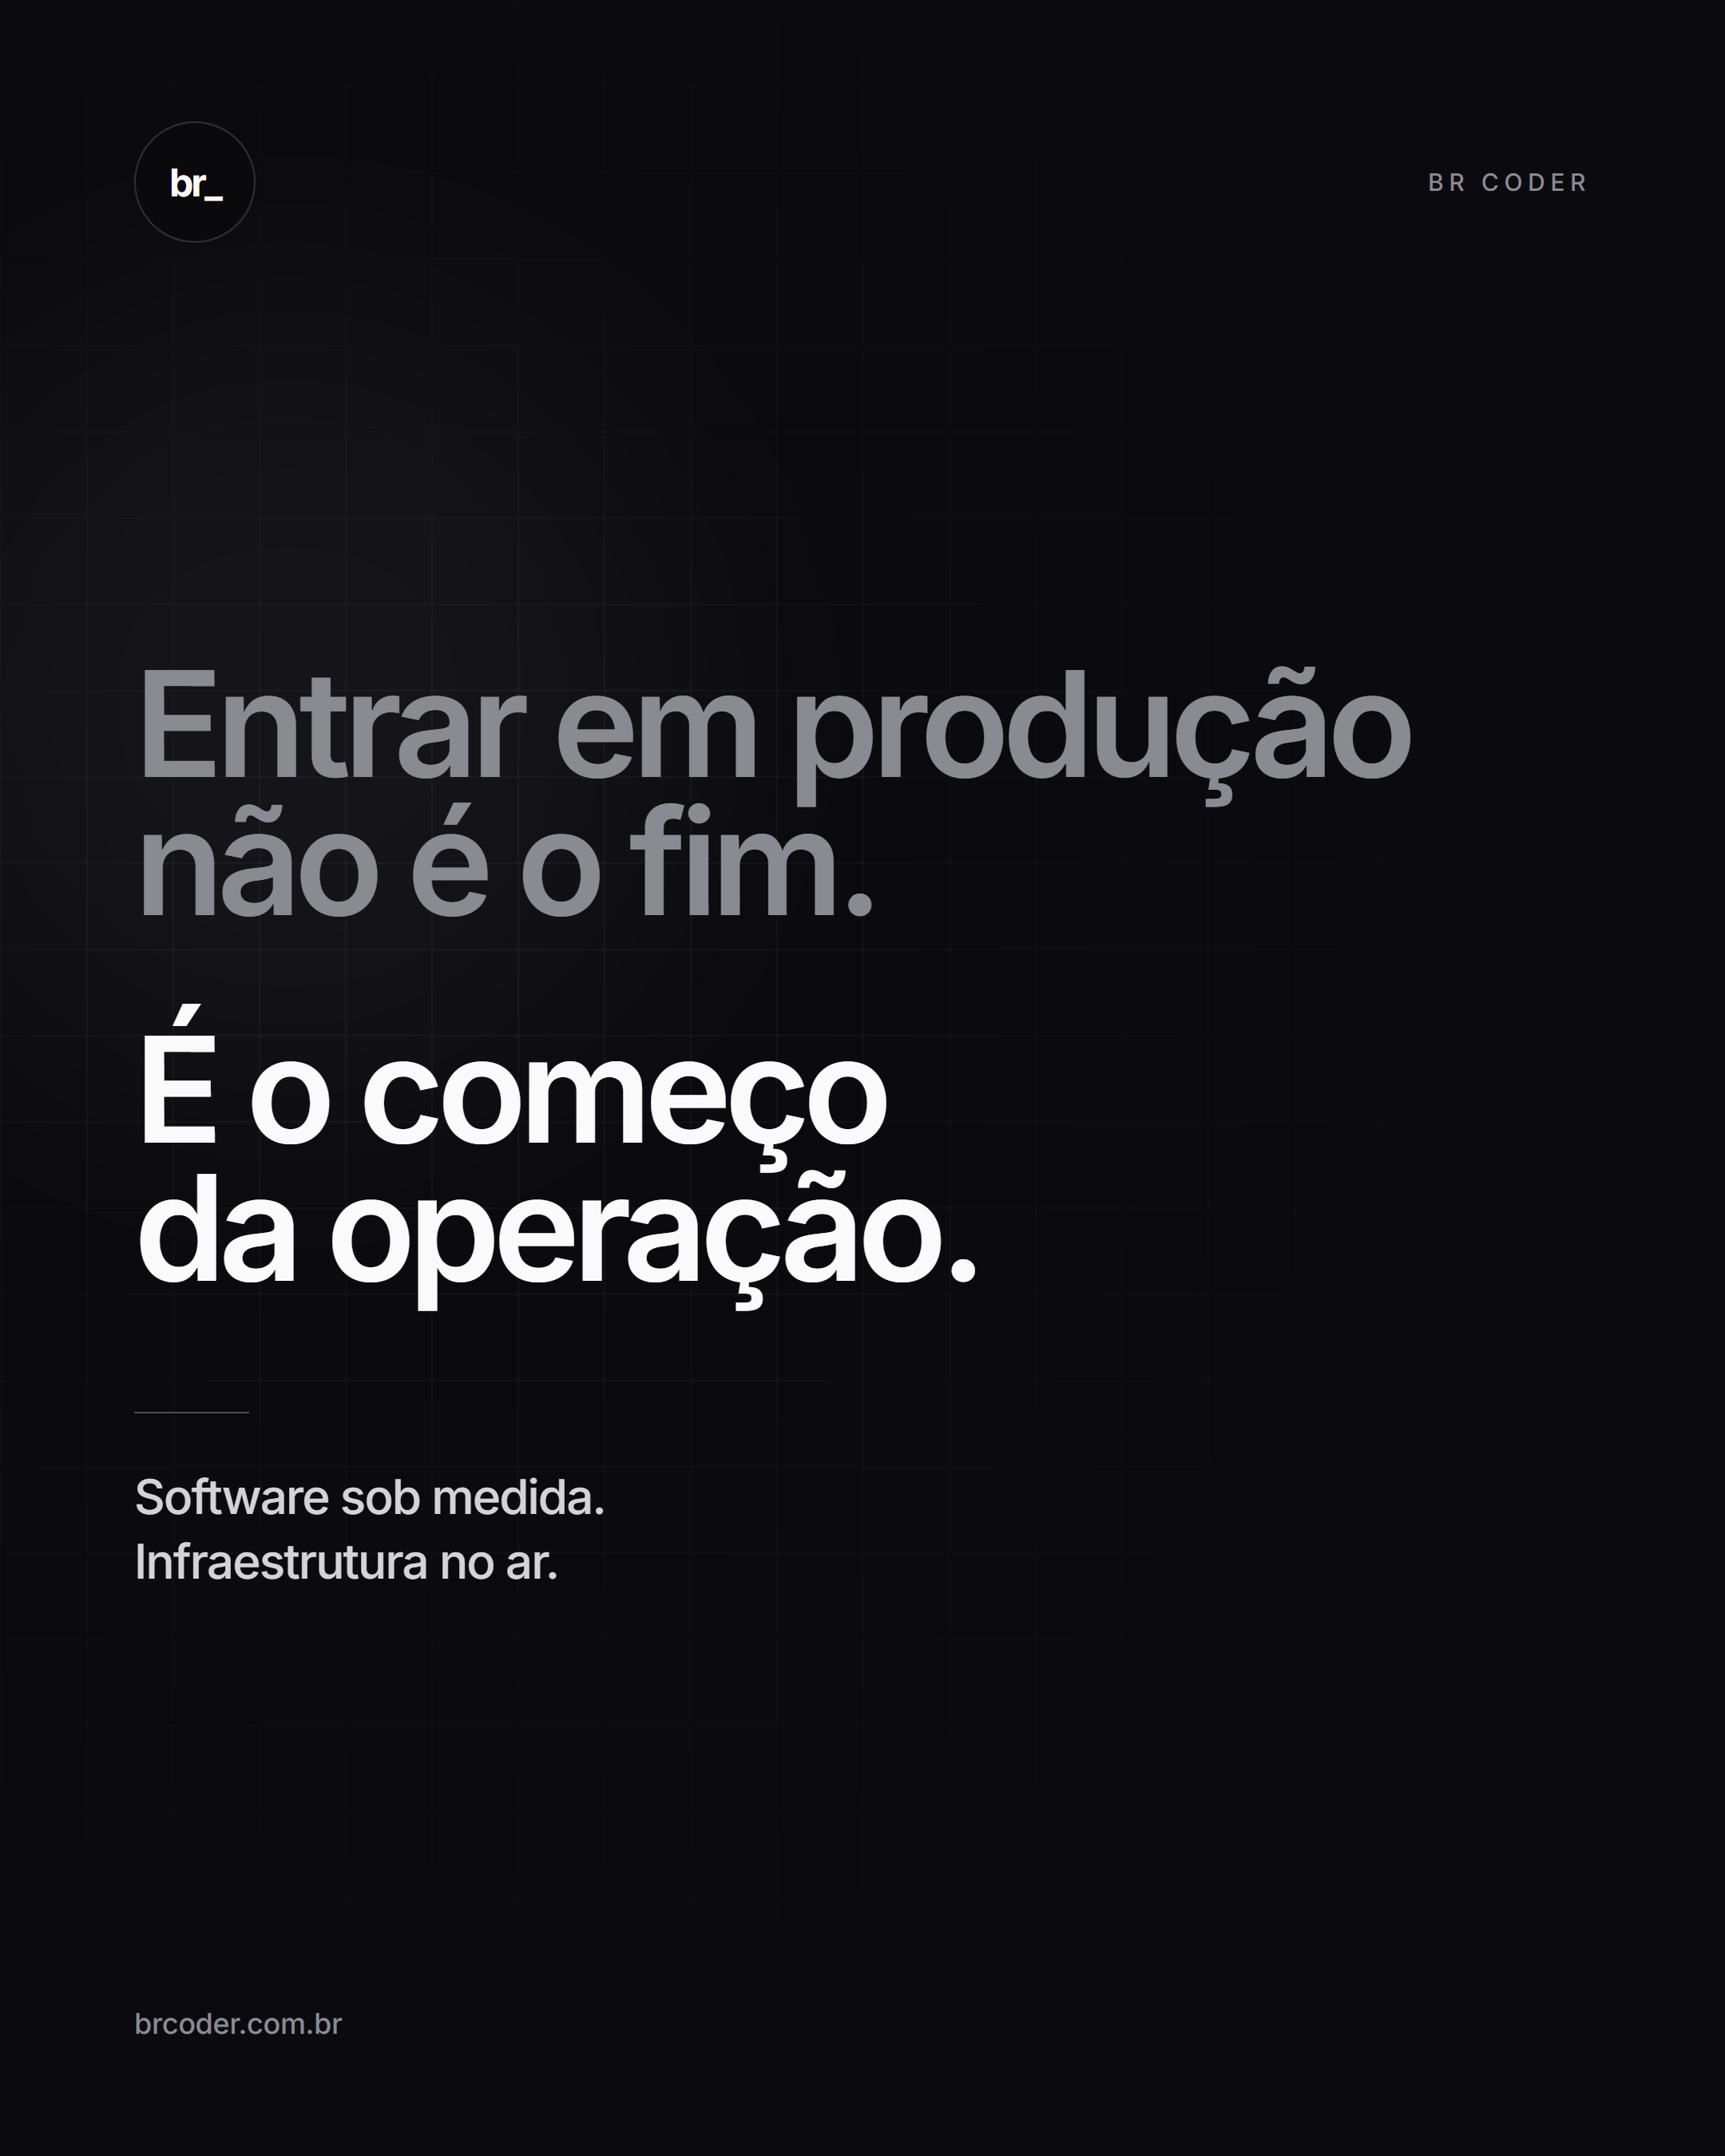 br_
BR CODER
Entrar em produção
não é o fim.
É o começo
da operação.
Software sob medida.
Infraestrutura no ar.
brcoder.com.br